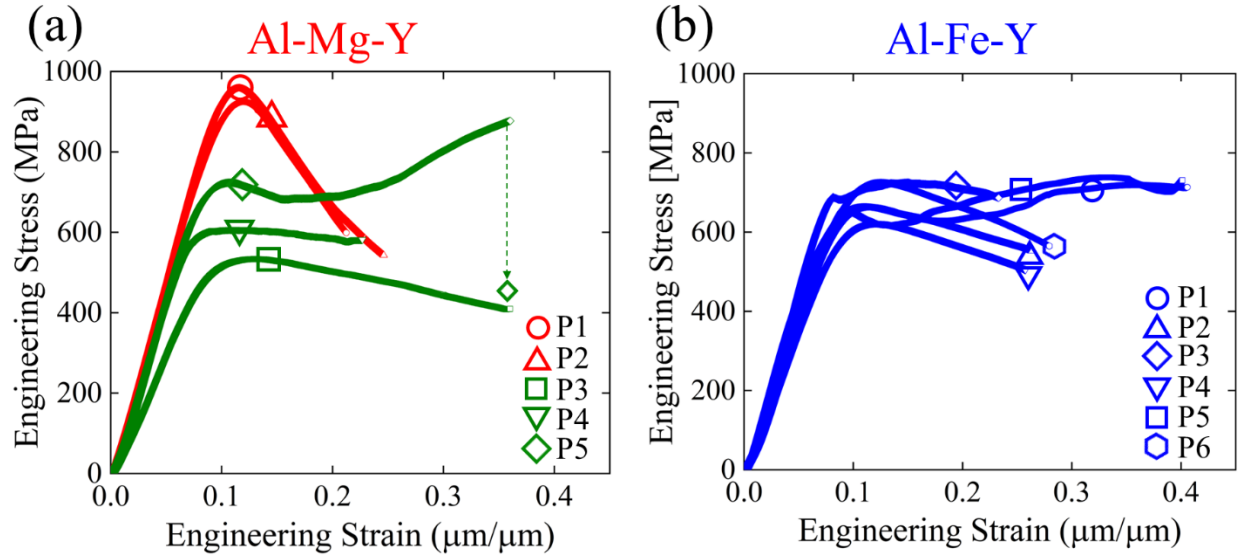 (a)
Al-Mg-Y
Engineering Stress (MPa)
1000
800
600
400
200
0
0.0 0.1 0.2 0.3 0.4
Engineering Strain (μm/μm)
P1
P2
P3
P4
P5
(b)
Al-Fe-Y
Engineering Stress [MPa]
1000
800
600
400
200
0
0.0 0.1 0.2 0.3 0.4
Engineering Strain (μm/μm)
P1
P2
P3
P4
P5
P6